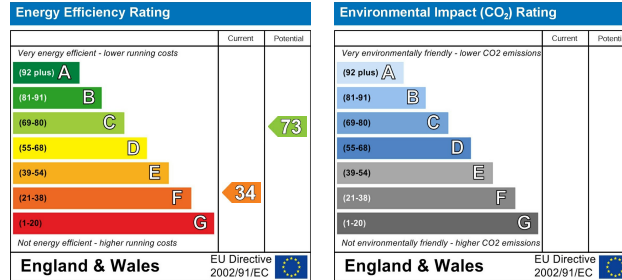 Energy Efficiency Rating
Current Potential
Very energy efficient - lower running costs
(92 plus) A
(81-91) B
(69-80) C
73
(55-68) D
(39-54) E
(21-38) F
34
(1-20) G
Not energy efficient - higher running costs
England & Wales
EU Directive
2002/91/EC
Environmental Impact (CO₂) Rating
Current Potential
Very environmentally friendly - lower CO2 emissions
(92 plus) A
(81-91) B
(69-80) C
(55-68) D
(39-54) E
(21-38) F
(1-20) G
Not environmentally friendly - higher CO2 emissions
England & Wales
EU Directive
2002/91/EC